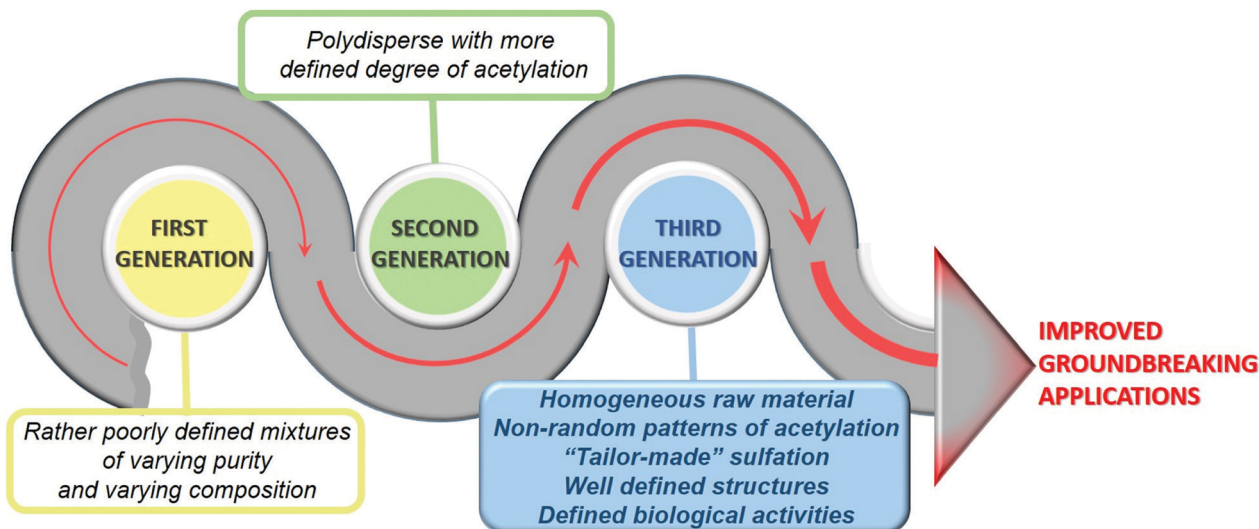 Polydisperse with more
defined degree of acetylation
FIRST
GENERATION
SECOND
GENERATION
THIRD
GENERATION
Rather poorly defined mixtures
of varying purity
and varying composition
Homogeneous raw material
Non-random patterns of acetylation
“Tailor-made” sulfation
Well defined structures
Defined biological activities
IMPROVED
GROUNDBREAKING
APPLICATIONS